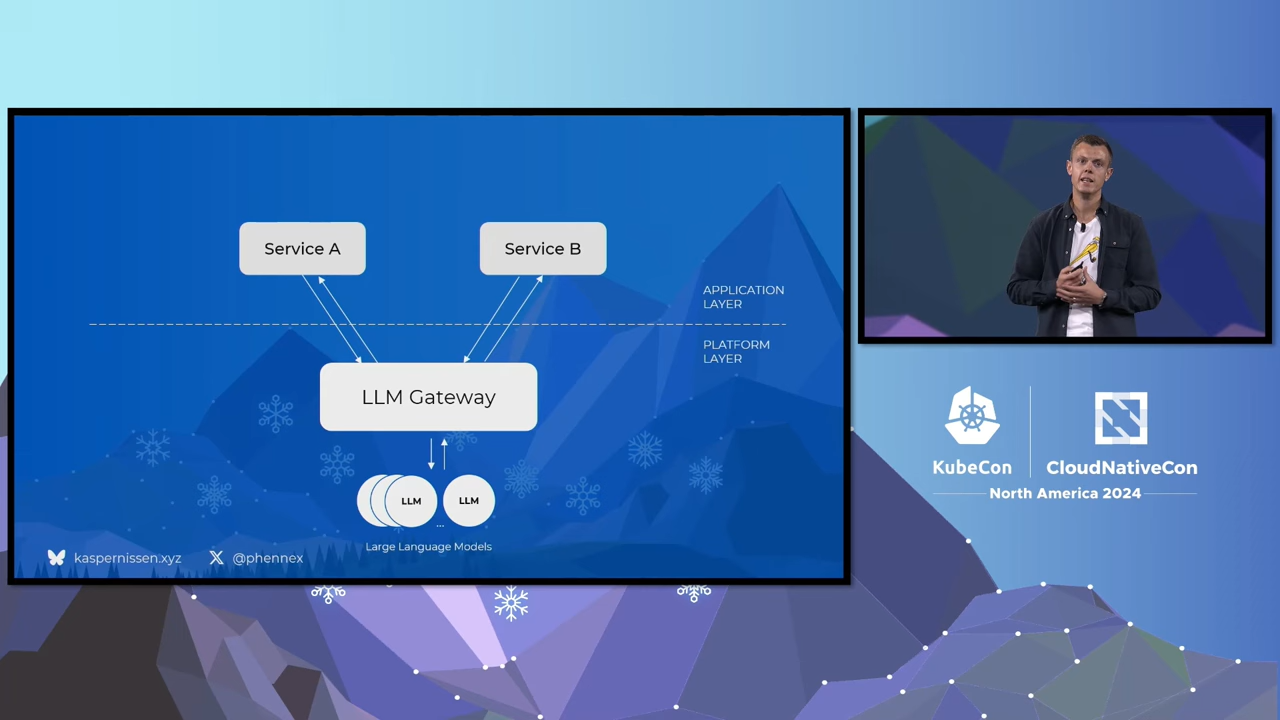 Service A
Service B
APPLICATION
LAYER
PLATFORM
LAYER
LLM Gateway
LLM
LLM
...
Large Language Models
kaspernissen.xyz
@phennex
KubeCon
CloudNativeCon
North America 2024